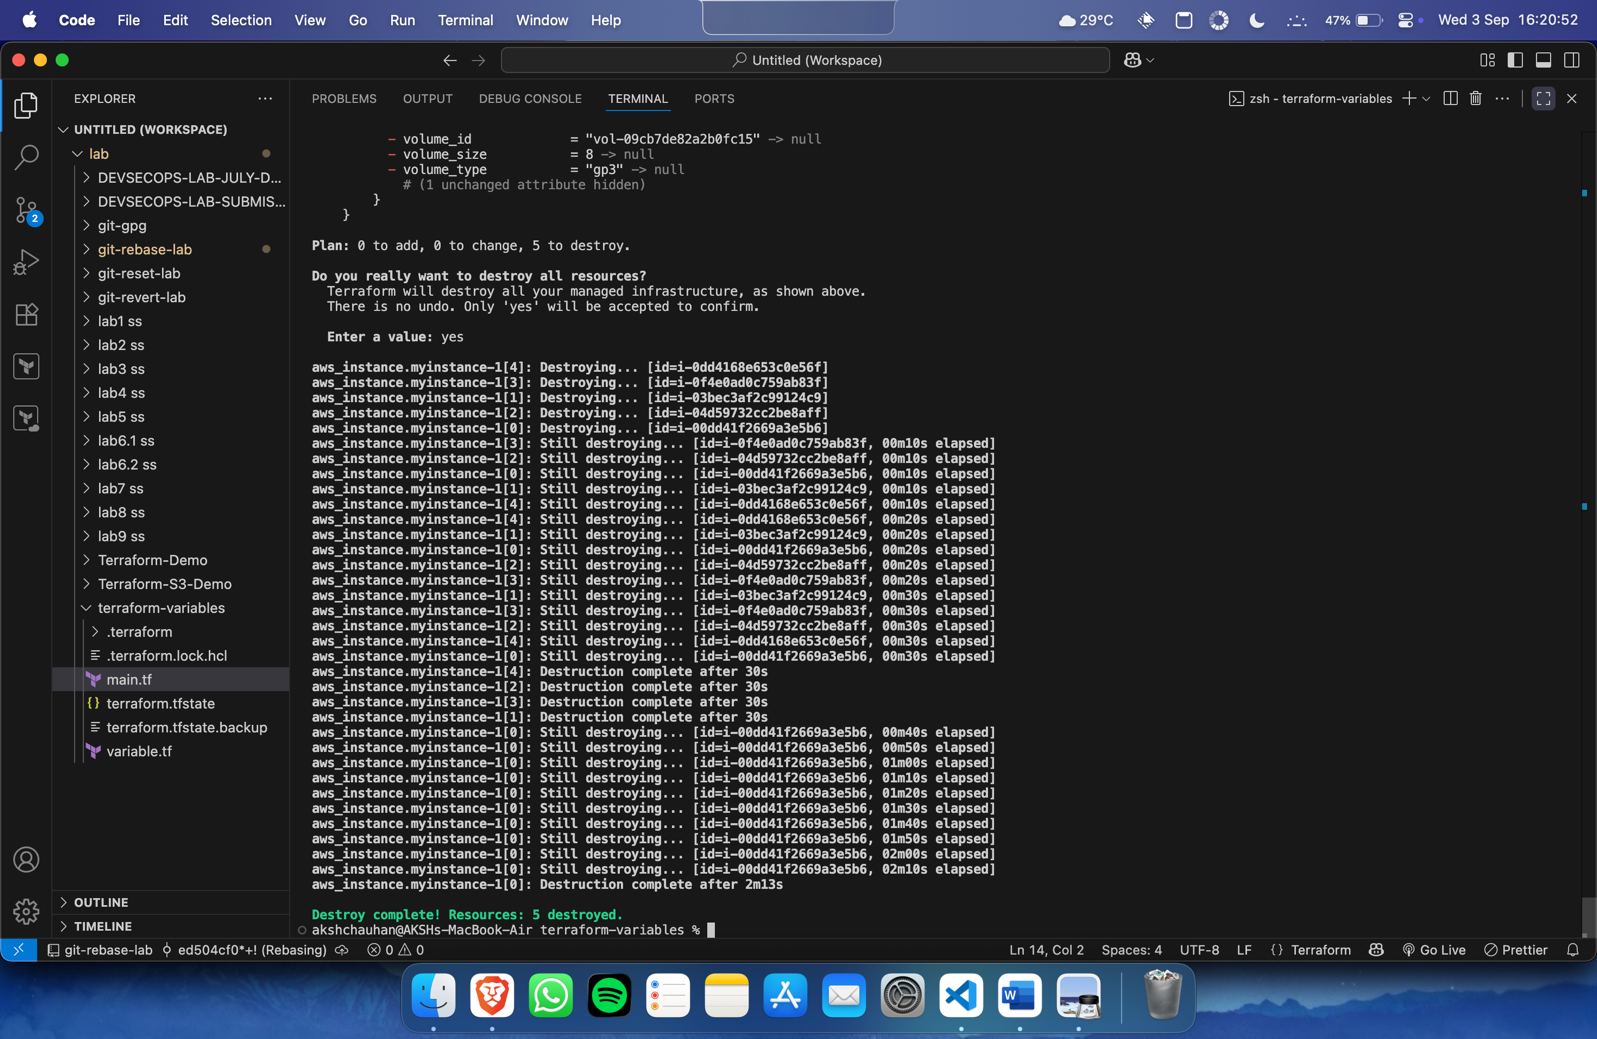 Code File Edit Selection View Go Run Terminal Window Help 29°C 47% Wed 3 Sep 16:20:52
Untitled (Workspace)
EXPLORER
UNTITLED (WORKSPACE)
lab
DEVSECOPS-LAB-JULY-D...
DEVSECOPS-LAB-SUBMIS...
git-gpg
git-rebase-lab
git-reset-lab
git-revert-lab
lab1 ss
lab2 ss
lab3 ss
lab4 ss
lab5 ss
lab6.1 ss
lab6.2 ss
lab7 ss
lab8 ss
lab9 ss
Terraform-Demo
Terraform-S3-Demo
terraform-variables
.terraform
.terraform.lock.hcl
main.tf
{} terraform.tfstate
terraform.tfstate.backup
variable.tf
OUTLINE
TIMELINE
2
PROBLEMS OUTPUT DEBUG CONSOLE TERMINAL PORTS zsh - terraform-variables
- volume_id = "vol-09cb7de82a2b0fc15" -> null
- volume_size = 8 -> null
- volume_type = "gp3" -> null
# (1 unchanged attribute hidden)
}
}
Plan: 0 to add, 0 to change, 5 to destroy.
Do you really want to destroy all resources?
Terraform will destroy all your managed infrastructure, as shown above.
There is no undo. Only 'yes' will be accepted to confirm.
Enter a value: yes
aws_instance.myinstance-1[4]: Destroying... [id=i-0dd4168e653c0e56f]
aws_instance.myinstance-1[3]: Destroying... [id=i-0f4e0ad0c759ab83f]
aws_instance.myinstance-1[1]: Destroying... [id=i-03bec3af2c99124c9]
aws_instance.myinstance-1[2]: Destroying... [id=i-04d59732cc2be8aff]
aws_instance.myinstance-1[0]: Destroying... [id=i-00dd41f2669a3e5b6]
aws_instance.myinstance-1[3]: Still destroying... [id=i-0f4e0ad0c759ab83f, 00m10s elapsed]
aws_instance.myinstance-1[2]: Still destroying... [id=i-04d59732cc2be8aff, 00m10s elapsed]
aws_instance.myinstance-1[0]: Still destroying... [id=i-00dd41f2669a3e5b6, 00m10s elapsed]
aws_instance.myinstance-1[1]: Still destroying... [id=i-03bec3af2c99124c9, 00m10s elapsed]
aws_instance.myinstance-1[4]: Still destroying... [id=i-0dd4168e653c0e56f, 00m10s elapsed]
aws_instance.myinstance-1[4]: Still destroying... [id=i-0dd4168e653c0e56f, 00m20s elapsed]
aws_instance.myinstance-1[1]: Still destroying... [id=i-03bec3af2c99124c9, 00m20s elapsed]
aws_instance.myinstance-1[0]: Still destroying... [id=i-00dd41f2669a3e5b6, 00m20s elapsed]
aws_instance.myinstance-1[2]: Still destroying... [id=i-04d59732cc2be8aff, 00m20s elapsed]
aws_instance.myinstance-1[3]: Still destroying... [id=i-0f4e0ad0c759ab83f, 00m20s elapsed]
aws_instance.myinstance-1[1]: Still destroying... [id=i-03bec3af2c99124c9, 00m30s elapsed]
aws_instance.myinstance-1[3]: Still destroying... [id=i-0f4e0ad0c759ab83f, 00m30s elapsed]
aws_instance.myinstance-1[2]: Still destroying... [id=i-04d59732cc2be8aff, 00m30s elapsed]
aws_instance.myinstance-1[4]: Still destroying... [id=i-0dd4168e653c0e56f, 00m30s elapsed]
aws_instance.myinstance-1[0]: Still destroying... [id=i-00dd41f2669a3e5b6, 00m30s elapsed]
aws_instance.myinstance-1[4]: Destruction complete after 30s
aws_instance.myinstance-1[2]: Destruction complete after 30s
aws_instance.myinstance-1[3]: Destruction complete after 30s
aws_instance.myinstance-1[1]: Destruction complete after 30s
aws_instance.myinstance-1[0]: Still destroying... [id=i-00dd41f2669a3e5b6, 00m40s elapsed]
aws_instance.myinstance-1[0]: Still destroying... [id=i-00dd41f2669a3e5b6, 00m50s elapsed]
aws_instance.myinstance-1[0]: Still destroying... [id=i-00dd41f2669a3e5b6, 01m00s elapsed]
aws_instance.myinstance-1[0]: Still destroying... [id=i-00dd41f2669a3e5b6, 01m10s elapsed]
aws_instance.myinstance-1[0]: Still destroying... [id=i-00dd41f2669a3e5b6, 01m20s elapsed]
aws_instance.myinstance-1[0]: Still destroying... [id=i-00dd41f2669a3e5b6, 01m30s elapsed]
aws_instance.myinstance-1[0]: Still destroying... [id=i-00dd41f2669a3e5b6, 01m40s elapsed]
aws_instance.myinstance-1[0]: Still destroying... [id=i-00dd41f2669a3e5b6, 01m50s elapsed]
aws_instance.myinstance-1[0]: Still destroying... [id=i-00dd41f2669a3e5b6, 02m00s elapsed]
aws_instance.myinstance-1[0]: Still destroying... [id=i-00dd41f2669a3e5b6, 02m10s elapsed]
aws_instance.myinstance-1[0]: Destruction complete after 2m13s
Destroy complete! Resources: 5 destroyed.
akshchauhan@AKSHs-MacBook-Air terraform-variables %
git-rebase-lab ed504cf0*+! (Rebasing) 0 0 Ln 14, Col 2 Spaces: 4 UTF-8 LF {} Terraform Go Live Prettier
W